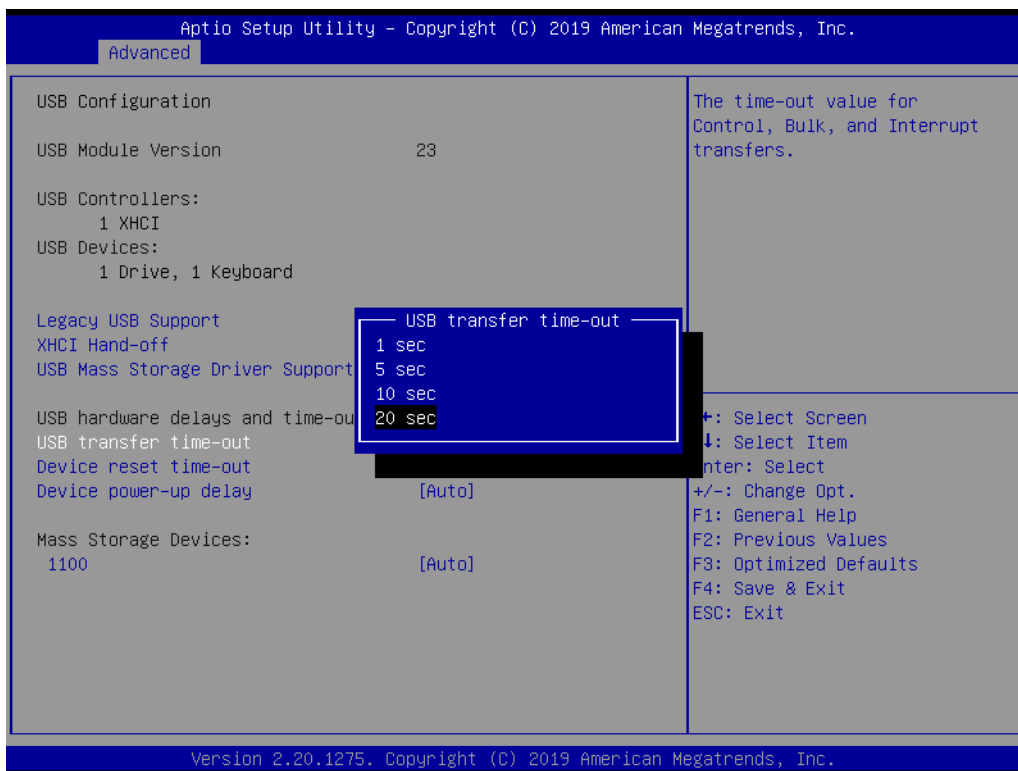 Aptio Setup Utility – Copyright (C) 2019 American Megatrends, Inc.
Advanced
USB Configuration
USB Module Version 23
USB Controllers:
1 XHCI
USB Devices:
1 Drive, 1 Keyboard
Legacy USB Support
XHCI Hand-off
USB Mass Storage Driver Support
USB hardware delays and time-ou
USB transfer time-out
Device reset time-out
Device power-up delay [Auto]
Mass Storage Devices:
1100 [Auto]
USB transfer time-out
1 sec
5 sec
10 sec
20 sec
The time-out value for
Control, Bulk, and Interrupt
transfers.
: Select Screen
: Select Item
nter: Select
+/-: Change Opt.
F1: General Help
F2: Previous Values
F3: Optimized Defaults
F4: Save & Exit
ESC: Exit
Version 2.20.1275. Copyright (C) 2019 American Megatrends, Inc.